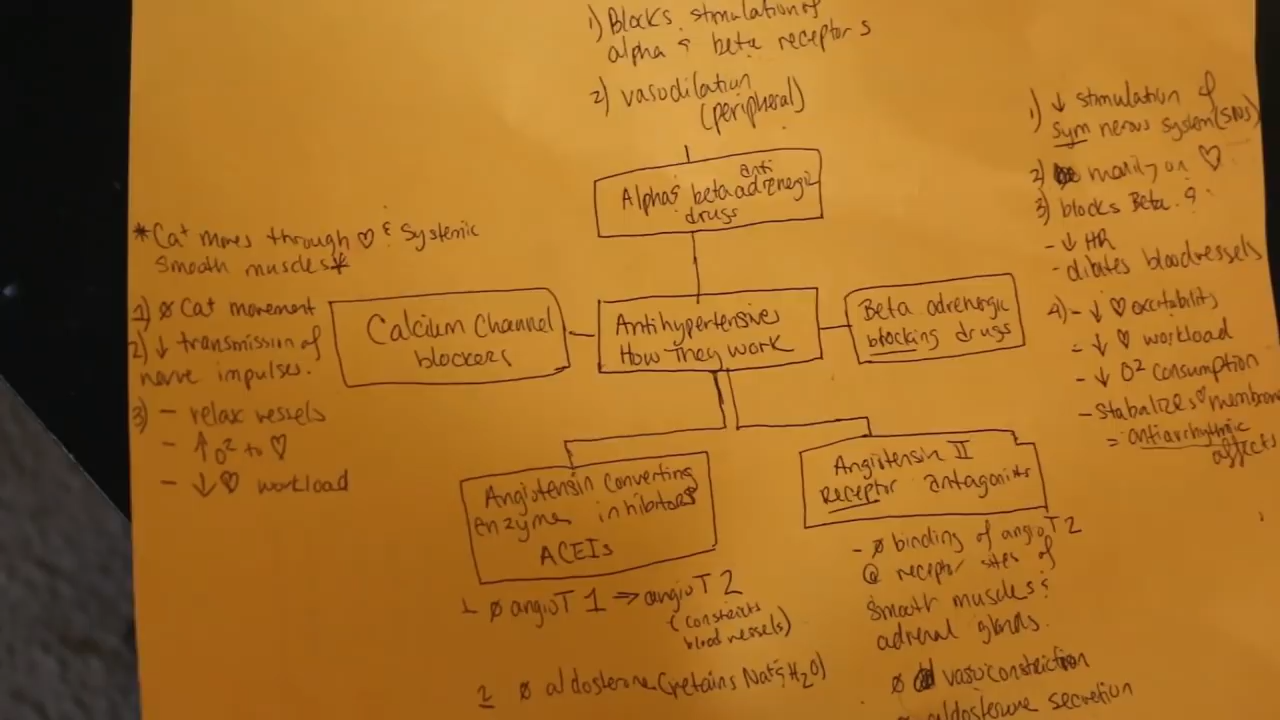 1) Blocks stimulation of
alpha & beta receptors
2) vasodilation
(peripheral)
Alpha & beta anti adrenergic
drugs
1) ↓ stimulation of
sym nerous system (SNS)
2) mainly on ♡
3) blocks Beta.
- ↓ HR
- dilates bloodvessels
4) - ↓ ♡ excitability
- ↓ ♡ workload
- ↓ O² consumption
- stabalizes ♡ membrane
= antiarrhythmic
affects
Beta adrenergic
blocking drugs
Antihypertensives
How They work
Calcium Channel
blockers
*Ca+ moves through ♡ & Systemic
Smooth muscles*
1) Ø Ca+ movement
2) ↓ transmission of
nerve impulses.
3) - relax vessels
- ↑ O² to ♡
- ↓ ♡ workload
Angiotensin converting
enzyme inhibitors
ACEIs
1 Ø angioT 1 ⇒ angioT 2
(constricts
blood vessels)
2 Ø aldosterone (retains Na+ & H2O)
Angiotensin II
Receptor antagonists
- Ø binding of angioT2
@ receptor sites of
Smooth muscles &
adrenal glands.
Ø vasoconstriction
Ø aldosterone secretion